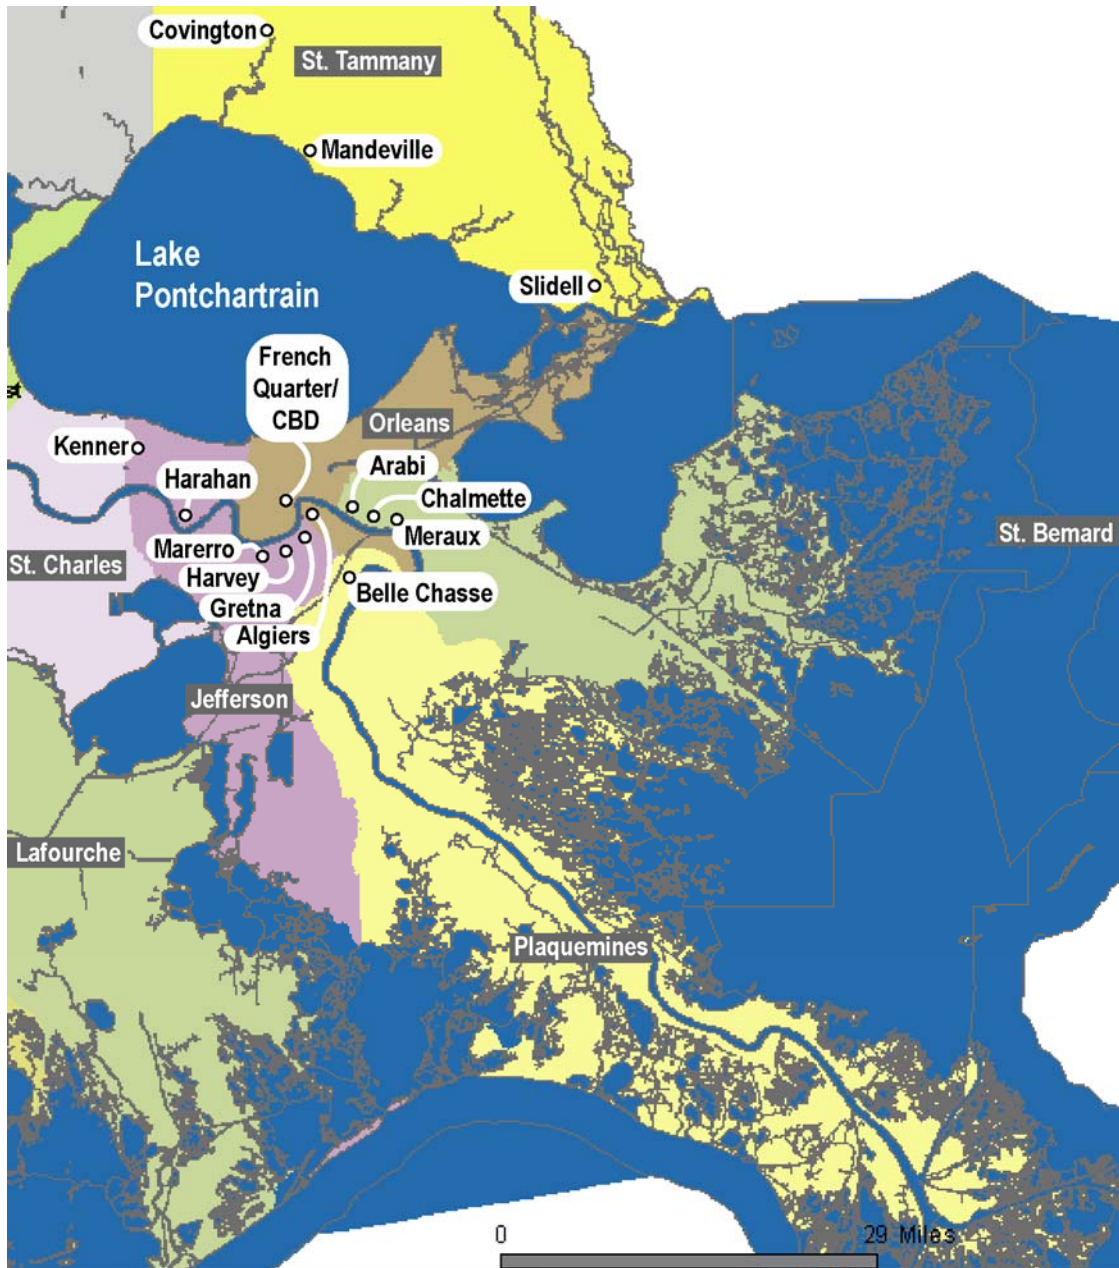 Covington
St. Tammany
Mandeville
Lake
Pontchartrain
Slidell
French
Quarter/
CBD
st
Orleans
Kenner
Arabi
Harahan
Chalmette
Meraux
St. Bernard
Marerro
St. Charles
Harvey
Belle Chasse
Gretna
Algiers
Jefferson
Lafourche
Plaquemines
0
29 Miles